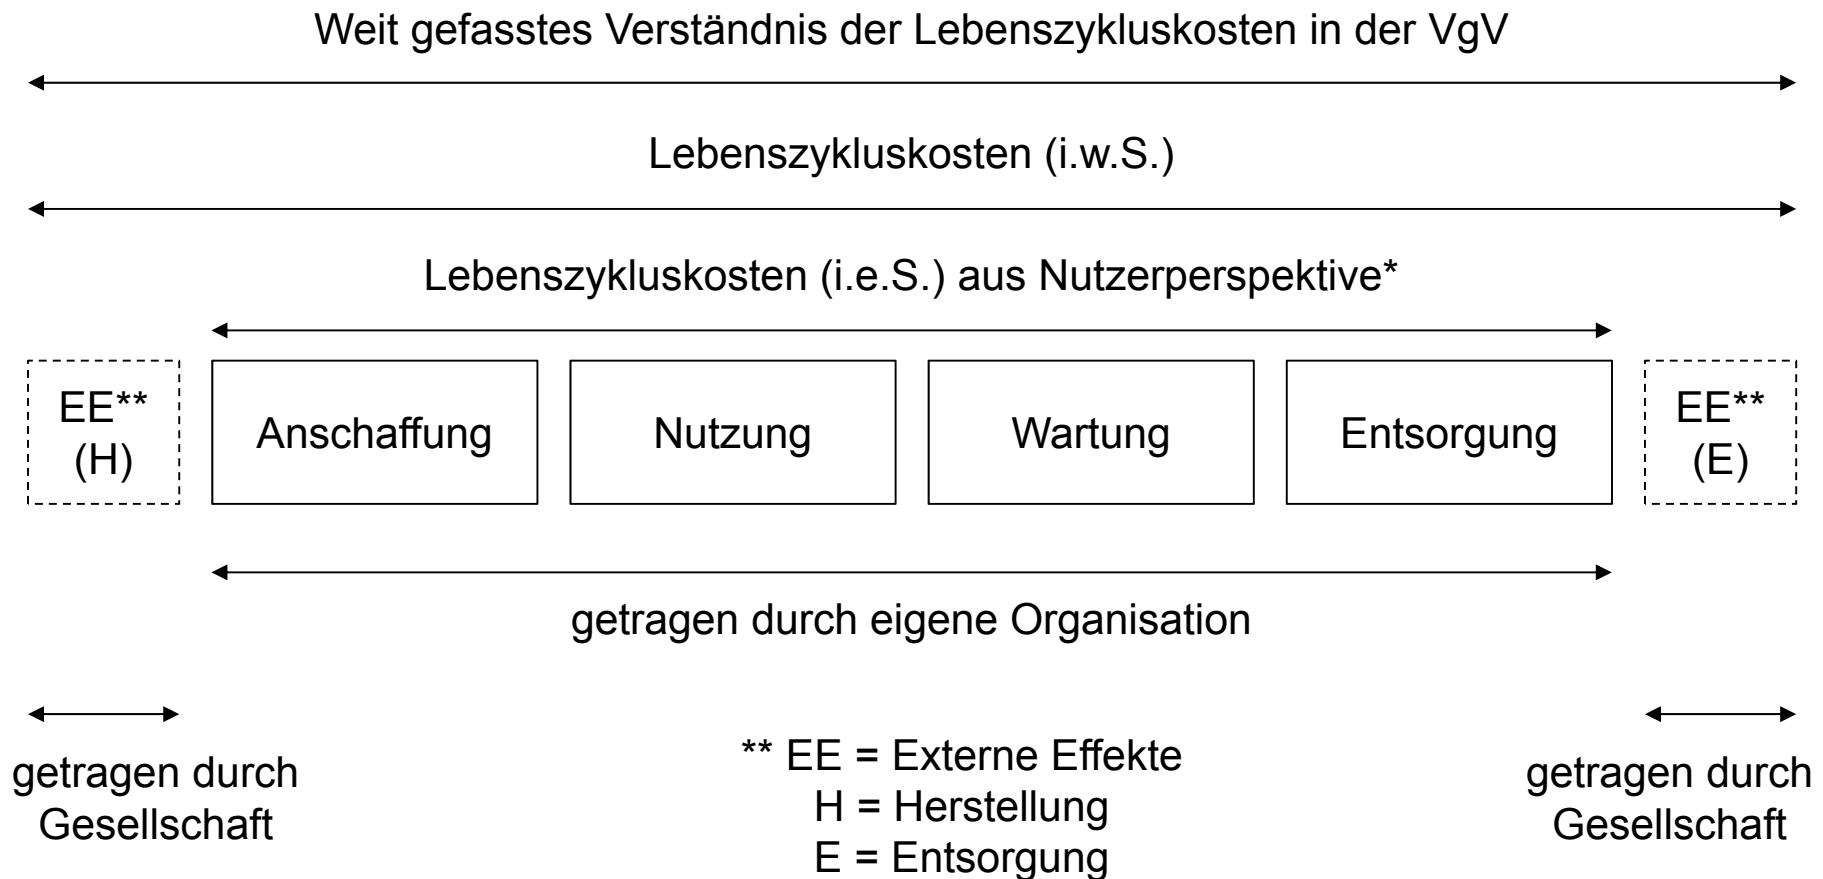 Weit gefasstes Verständnis der Lebenszykluskosten in der VgV
Lebenszykluskosten (i.w.S.)
Lebenszykluskosten (i.e.S.) aus Nutzerperspektive*
EE**
(H)
Anschaffung
Nutzung
Wartung
Entsorgung
EE**
(E)
getragen durch eigene Organisation
getragen durch
Gesellschaft
** EE = Externe Effekte
H = Herstellung
E = Entsorgung
getragen durch
Gesellschaft